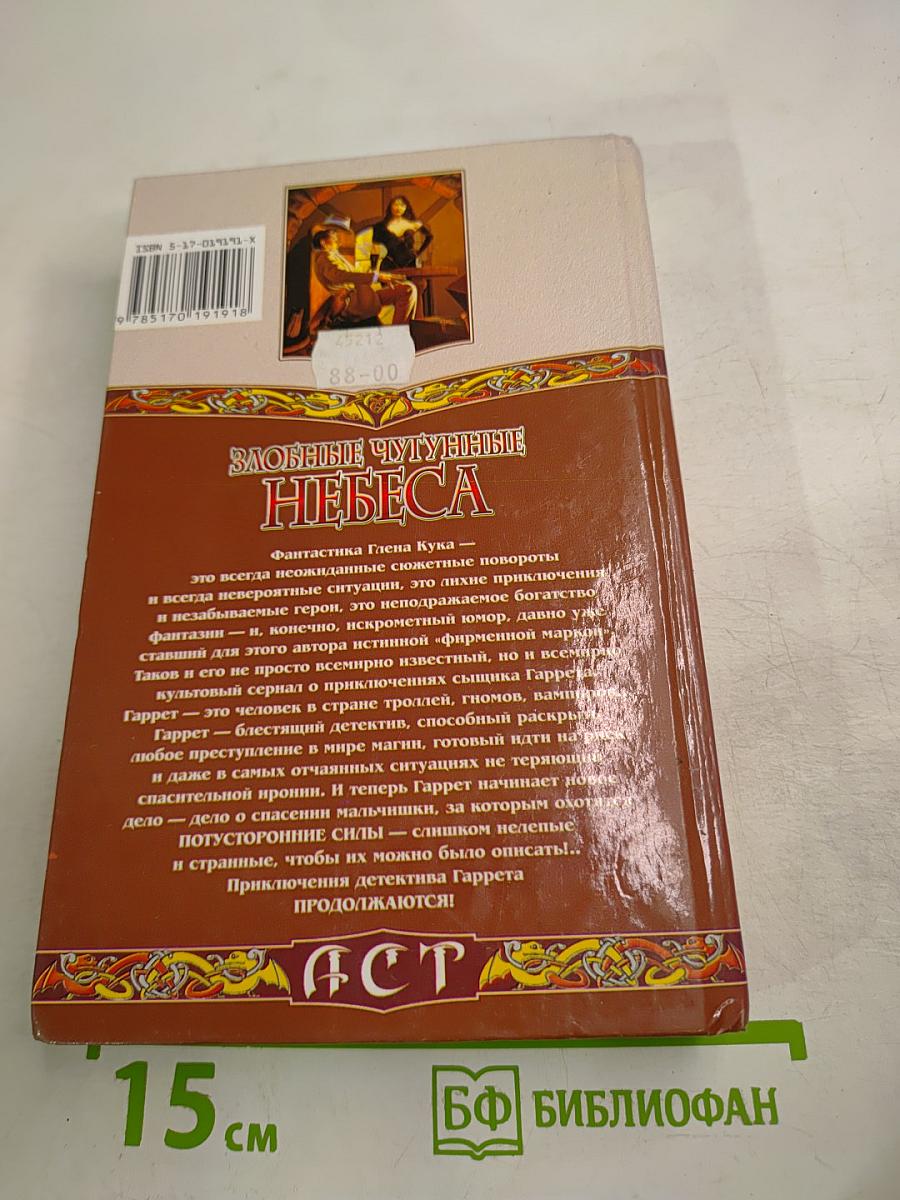 ISBN 5-17-019191-X
9 785170 191918
45212
88-00
ЗЛОБНЫЕ ЧУГУННЫЕ
НЕБЕСА
Фантастика Глена Кука —
это всегда неожиданные сюжетные повороты
и всегда невероятные ситуации, это лихие приключения
и незабываемые герои, это неподражаемое богатство
фантазии — и, конечно, искрометный юмор, давно уже
ставший для этого автора истинной «фирменной маркой».
Таков и его не просто всемирно известный, но и всемирно
культовый сериал о приключениях сыщика Гаррета.
Гаррет — это человек в стране троллей, гномов, вампиров.
Гаррет — блестящий детектив, способный раскрыть
любое преступление в мире магии, готовый идти на риск
и даже в самых отчаянных ситуациях не теряющий
спасительной иронии. И теперь Гаррет начинает новое
дело — дело о спасении мальчишки, за которым охотятся
ПОТУСТОРОННИЕ СИЛЫ — слишком нелепые
и странные, чтобы их можно было описать!..
Приключения детектива Гаррета
ПРОДОЛЖАЮТСЯ!
АСТ
15 см
БФ БИБЛИОФАН